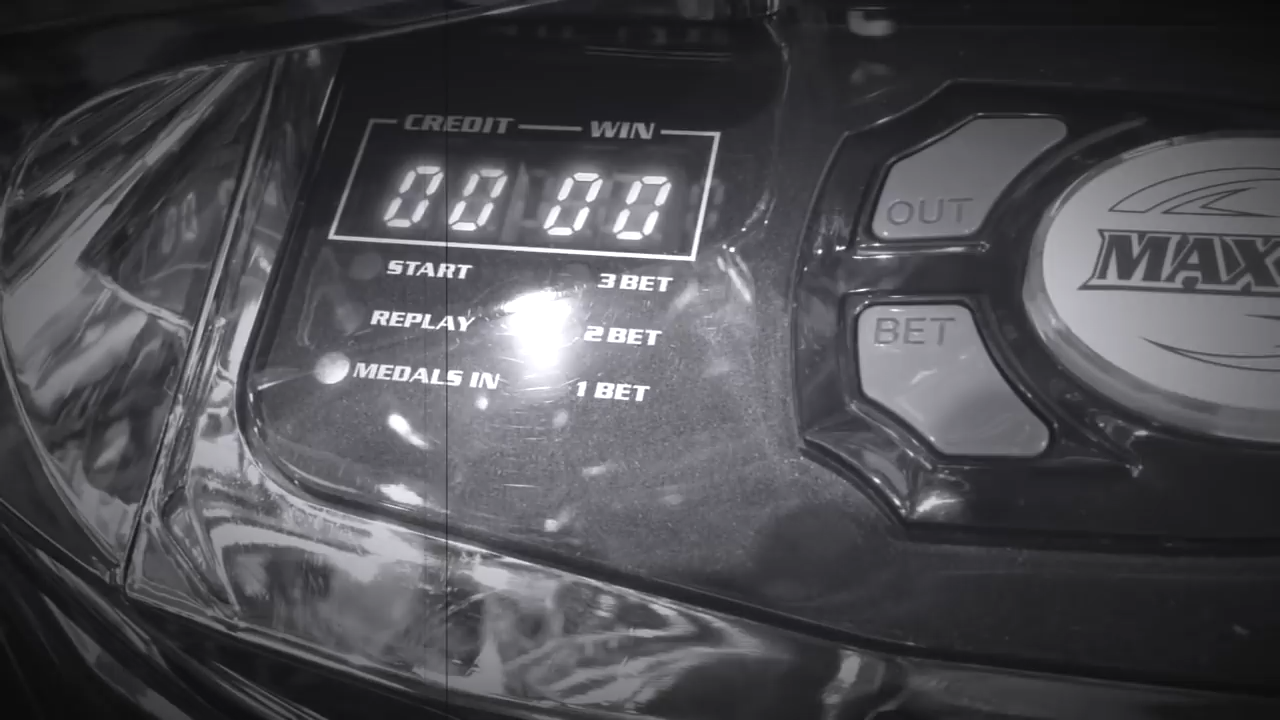 CREDIT WIN
00 00
START 3 BET
REPLAY 2 BET
MEDALS IN 1 BET
OUT
BET
MAX